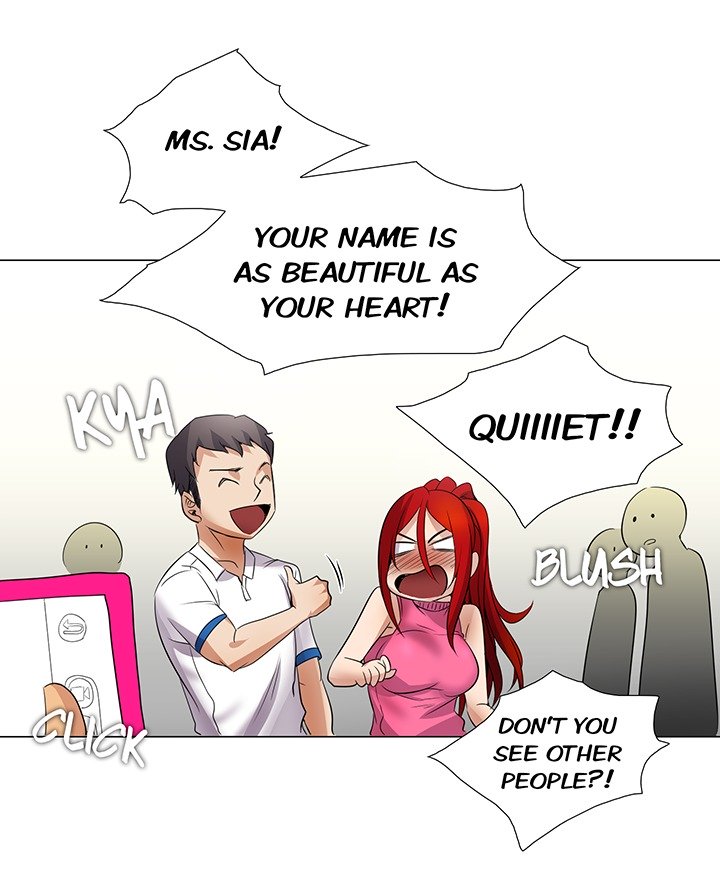 MS. SIA!
YOUR NAME IS
AS BEAUTIFUL AS
YOUR HEART!
KYA
QUIIIIET!!
BLUSH
CLICK
DON'T YOU
SEE OTHER
PEOPLE?!